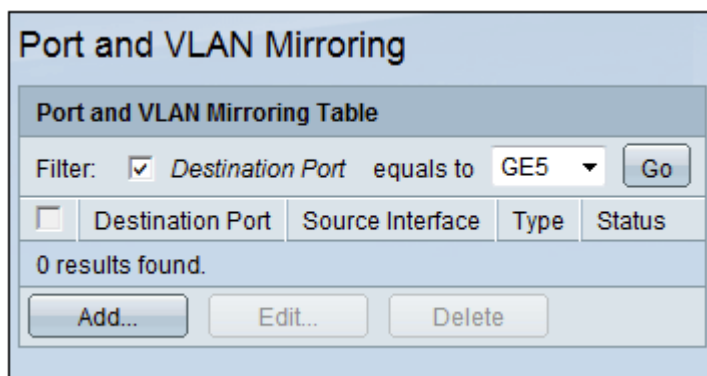 Port and VLAN Mirroring
Port and VLAN Mirroring Table
Filter: Destination Port equals to GE5 Go
Destination Port Source Interface Type Status
0 results found.
Add... Edit... Delete